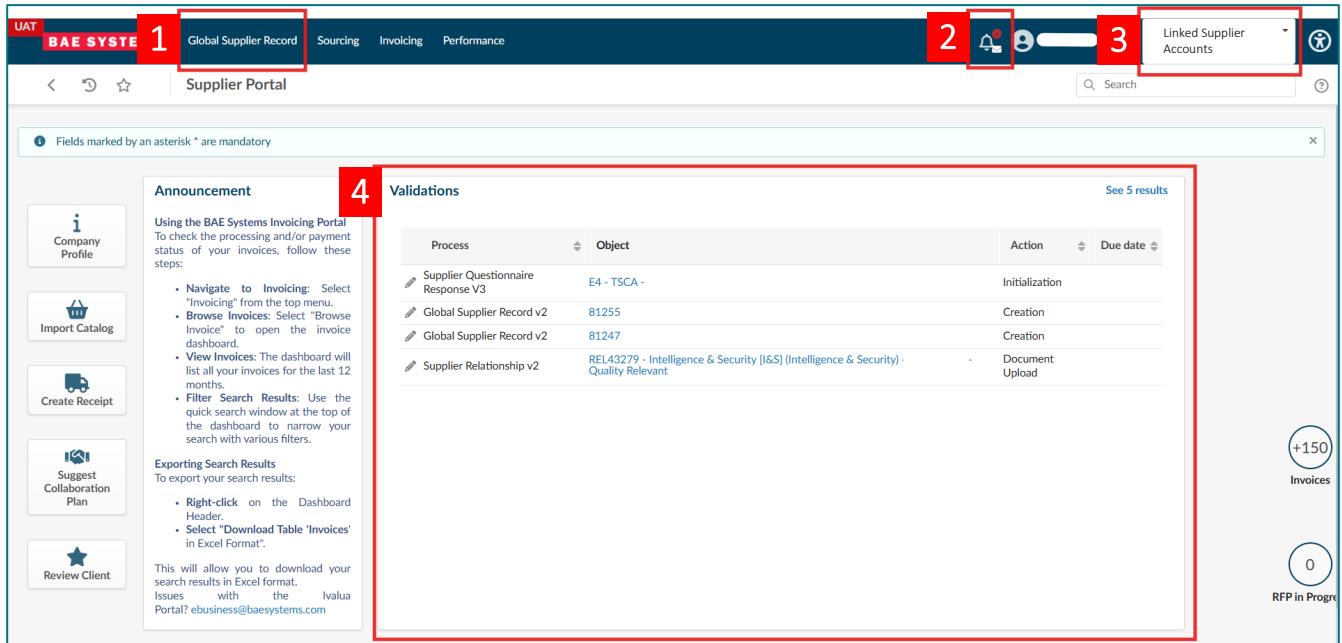 UAT
BAE SYSTE
1
Global Supplier Record
Sourcing
Invoicing
Performance
2
3
Linked Supplier
Accounts
Supplier Portal
Search
Fields marked by an asterisk * are mandatory
Company
Profile
Import Catalog
Create Receipt
Suggest
Collaboration
Plan
Review Client
Announcement
Using the BAE Systems Invoicing Portal
To check the processing and/or payment
status of your invoices, follow these
steps:
• Navigate to Invoicing: Select
"Invoicing" from the top menu.
• Browse Invoices: Select "Browse
Invoice" to open the invoice
dashboard.
• View Invoices: The dashboard will
list all your invoices for the last 12
months.
• Filter Search Results: Use the
quick search window at the top of
the dashboard to narrow your
search with various filters.
Exporting Search Results
To export your search results:
• Right-click on the Dashboard
Header.
• Select "Download Table 'Invoices'
in Excel Format".
This will allow you to download your
search results in Excel format.
Issues with the Ivalua
Portal? ebusiness@baesystems.com
4
Validations
See 5 results
Process
Object
Action
Due date
Supplier Questionnaire
Response V3
E4 - TSCA -
Initialization
Global Supplier Record v2
81255
Creation
Global Supplier Record v2
81247
Creation
Supplier Relationship v2
REL43279 - Intelligence & Security [I&S] (Intelligence & Security) - -
Quality Relevant
Document
Upload
+150
Invoices
0
RFP in Progre